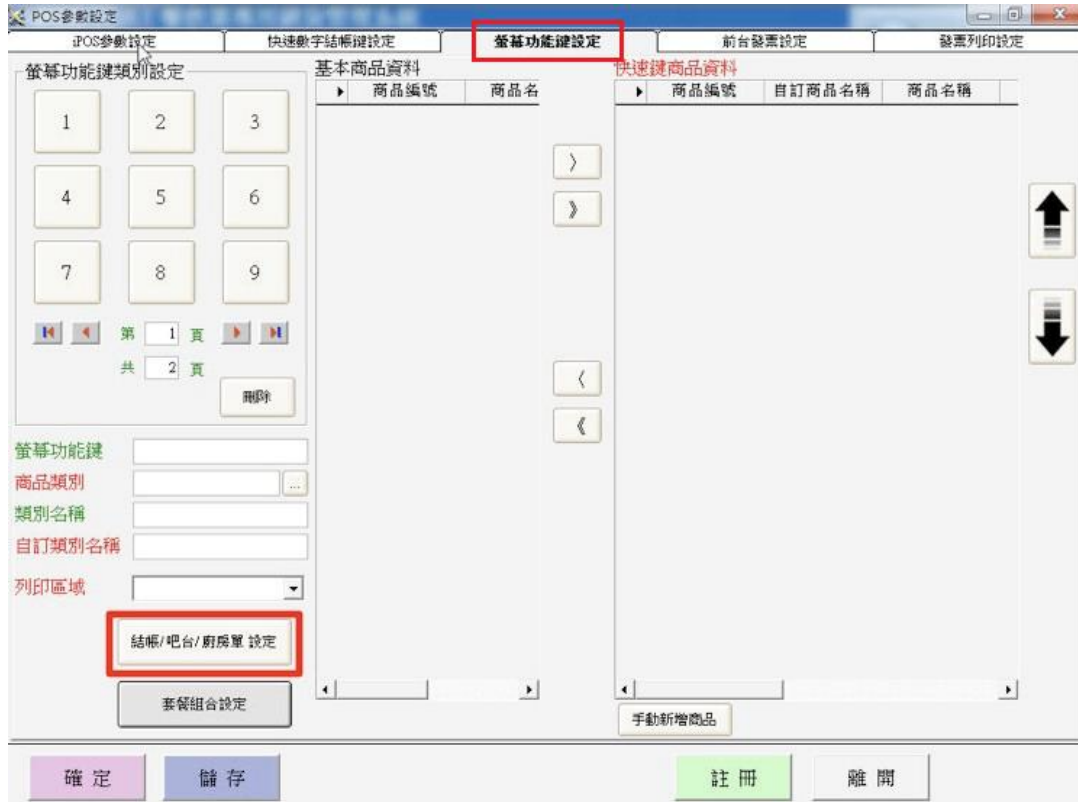 POS參數設定
iPOS參數設定 快速數字結帳鍵設定 螢幕功能鍵設定 前台發票設定 發票列印設定
螢幕功能鍵類別設定
1 2 3
4 5 6
7 8 9
第 1 頁
共 2 頁
刪除
螢幕功能鍵
商品類別 ...
類別名稱
自訂類別名稱
列印區域
結帳/吧台/廚房單 設定
套餐組合設定
基本商品資料
商品編號 商品名
〉
》
〈
《
快速鍵商品資料
商品編號 自訂商品名稱 商品名稱
手動新增商品
確定 儲存 註冊 離開